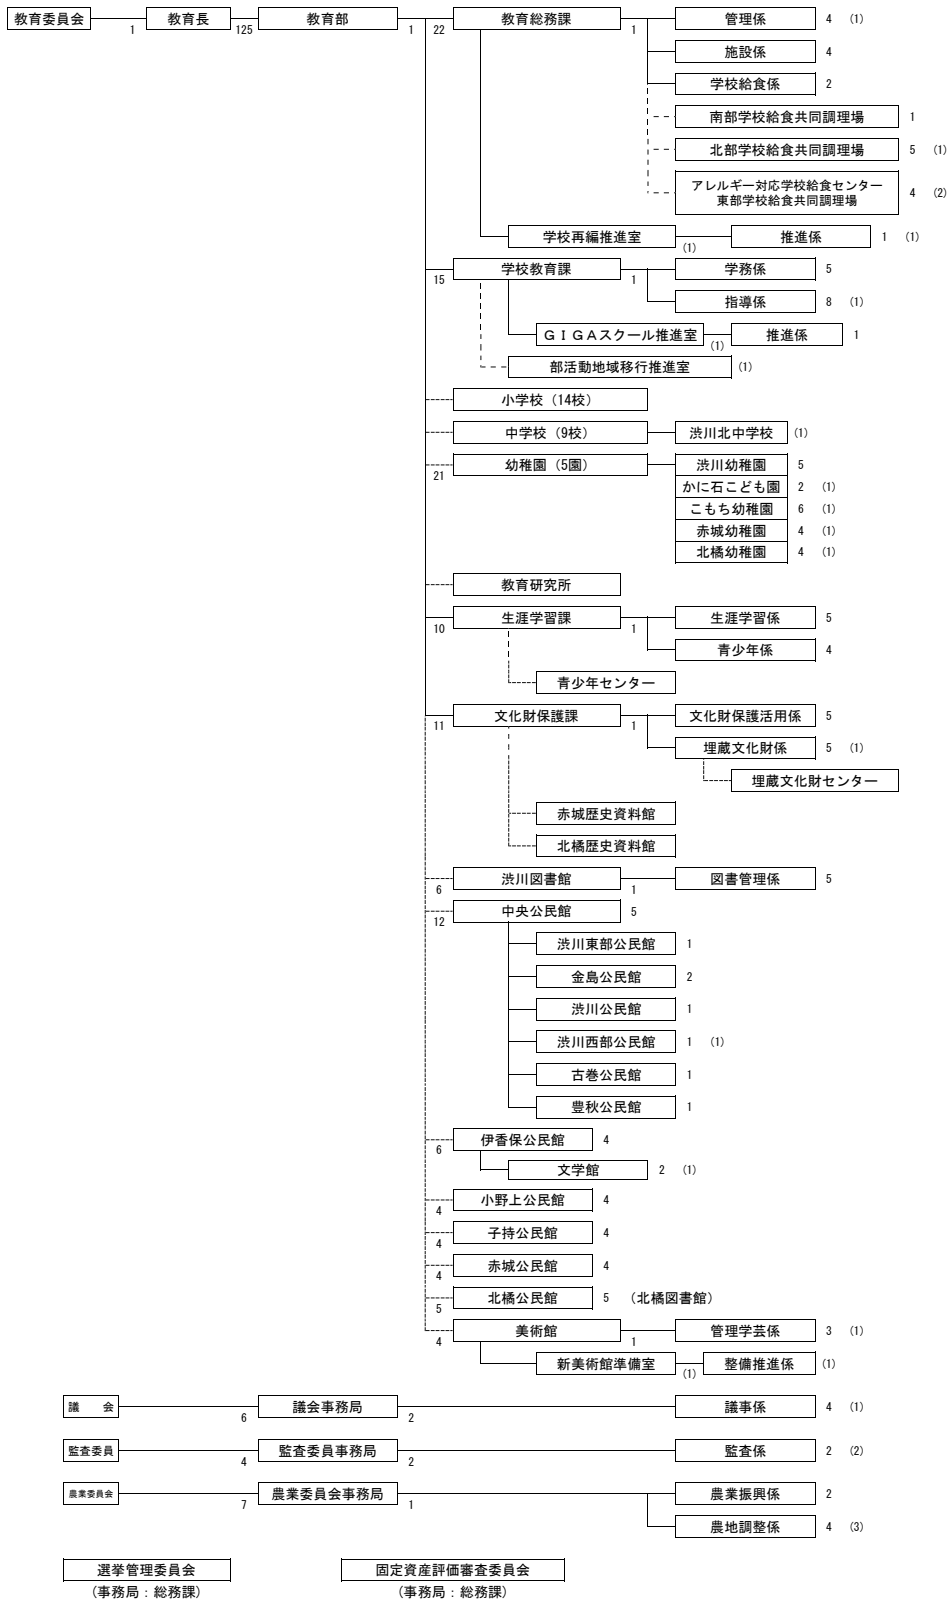 教育委員会 1 教育長 125 教育部 1 22 教育総務課 1 管理係 4 (1)
施設係 4
学校給食係 2
南部学校給食共同調理場 1
北部学校給食共同調理場 5 (1)
アレルギー対応学校給食センター
東部学校給食共同調理場 4 (2)
学校再編推進室 (1) 推進係 1 (1)
15 学校教育課 1 学務係 5
指導係 8 (1)
ＧＩＧＡスクール推進室 (1) 推進係 1
部活動地域移行推進室 (1)
小学校（14校）
中学校（9校） 渋川北中学校 (1)
21 幼稚園（5園） 渋川幼稚園 5
かに石こども園 2 (1)
こもち幼稚園 6 (1)
赤城幼稚園 4 (1)
北橘幼稚園 4 (1)
教育研究所
10 生涯学習課 1 生涯学習係 5
青少年係 4
青少年センター
11 文化財保護課 1 文化財保護活用係 5
埋蔵文化財係 5 (1)
埋蔵文化財センター
赤城歴史資料館
北橘歴史資料館
6 渋川図書館 1 図書管理係 5
12 中央公民館 5
渋川東部公民館 1
金島公民館 2
渋川公民館 1
渋川西部公民館 1 (1)
古巻公民館 1
豊秋公民館 1
6 伊香保公民館 4
文学館 2 (1)
4 小野上公民館 4
4 子持公民館 4
4 赤城公民館 4
5 北橘公民館 5 （北橘図書館）
4 美術館 1 管理学芸係 3 (1)
新美術館準備室 (1) 整備推進係 (1)
議　会 6 議会事務局 2 議事係 4 (1)
監査委員 4 監査委員事務局 2 監査係 2 (2)
農業委員会 7 農業委員会事務局 1 農業振興係 2
農地調整係 4 (3)
選挙管理委員会 固定資産評価審査委員会
（事務局：総務課） （事務局：総務課）